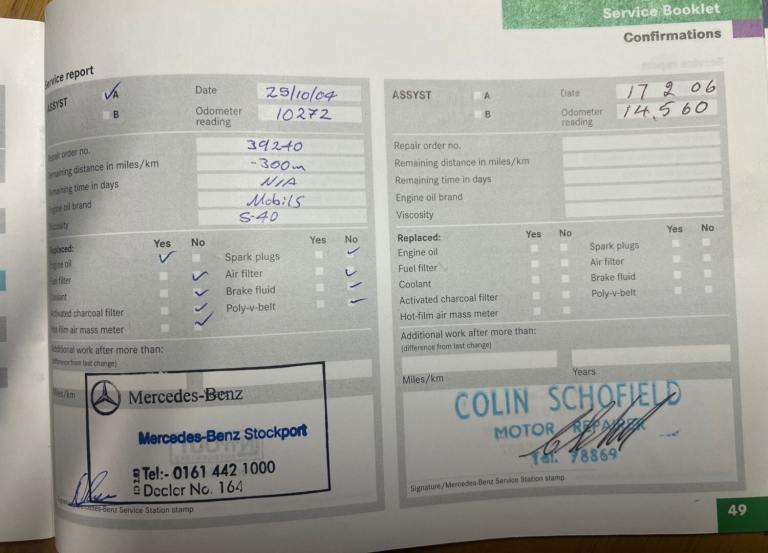 Service Booklet
Confirmations
Service report
ASSYST
A
B
Date 25/10/04
Odometer reading 10272
Repair order no. 39240
Remaining distance in miles/km -300m
Remaining time in days N/A
Engine oil brand Mobil
Viscosity 5-40
Replaced: Yes No Yes No
Engine oil Spark plugs
Fuel filter Air filter
Coolant Brake fluid
Activated charcoal filter Poly-v-belt
Hot-film air mass meter
Additional work after more than:
(difference from last change)
Miles/km
Mercedes-Benz
Mercedes-Benz Stockport
Tel:- 0161 442 1000
Dealer No. 164
Mercedes-Benz Service Station stamp
ASSYST
A
B
Date 17 2 06
Odometer reading 14,560
Repair order no.
Remaining distance in miles/km
Remaining time in days
Engine oil brand
Viscosity
Replaced: Yes No Yes No
Engine oil Spark plugs
Fuel filter Air filter
Coolant Brake fluid
Activated charcoal filter Poly-v-belt
Hot-film air mass meter
Additional work after more than:
(difference from last change)
Miles/km Years
COLIN SCHOFIELD
MOTOR REPAIRER
Tel. 78869
Signature/Mercedes-Benz Service Station stamp
49